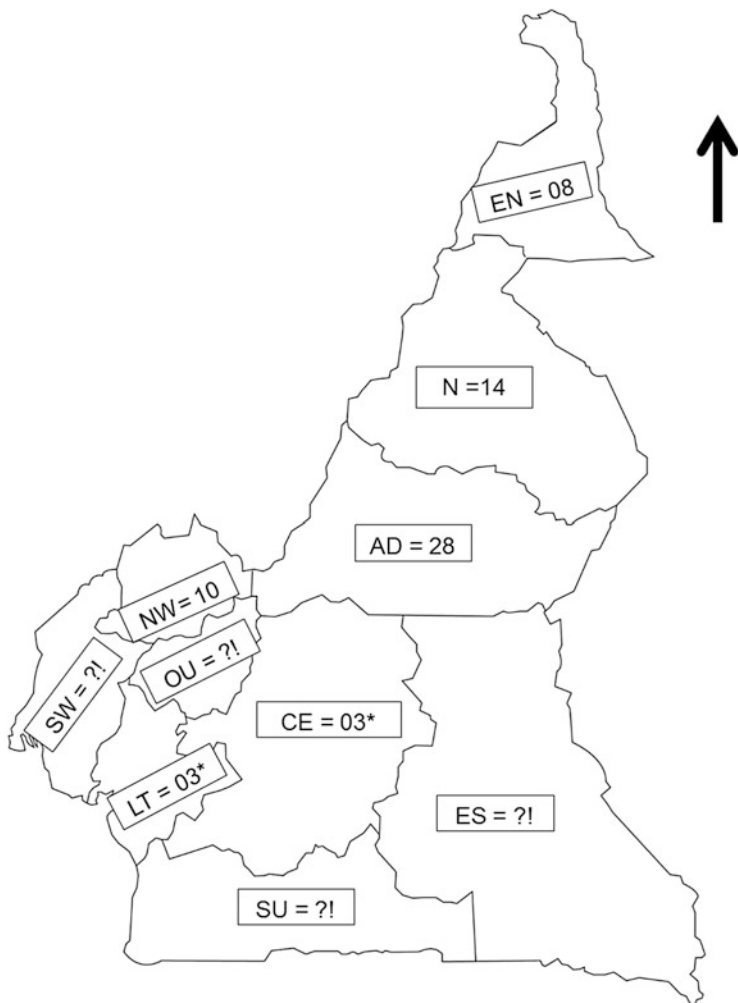 EN = 08
N =14
AD = 28
NW = 10
OU = ?!
SW = ?!
CE = 03*
LT = 03*
ES = ?!
SU = ?!